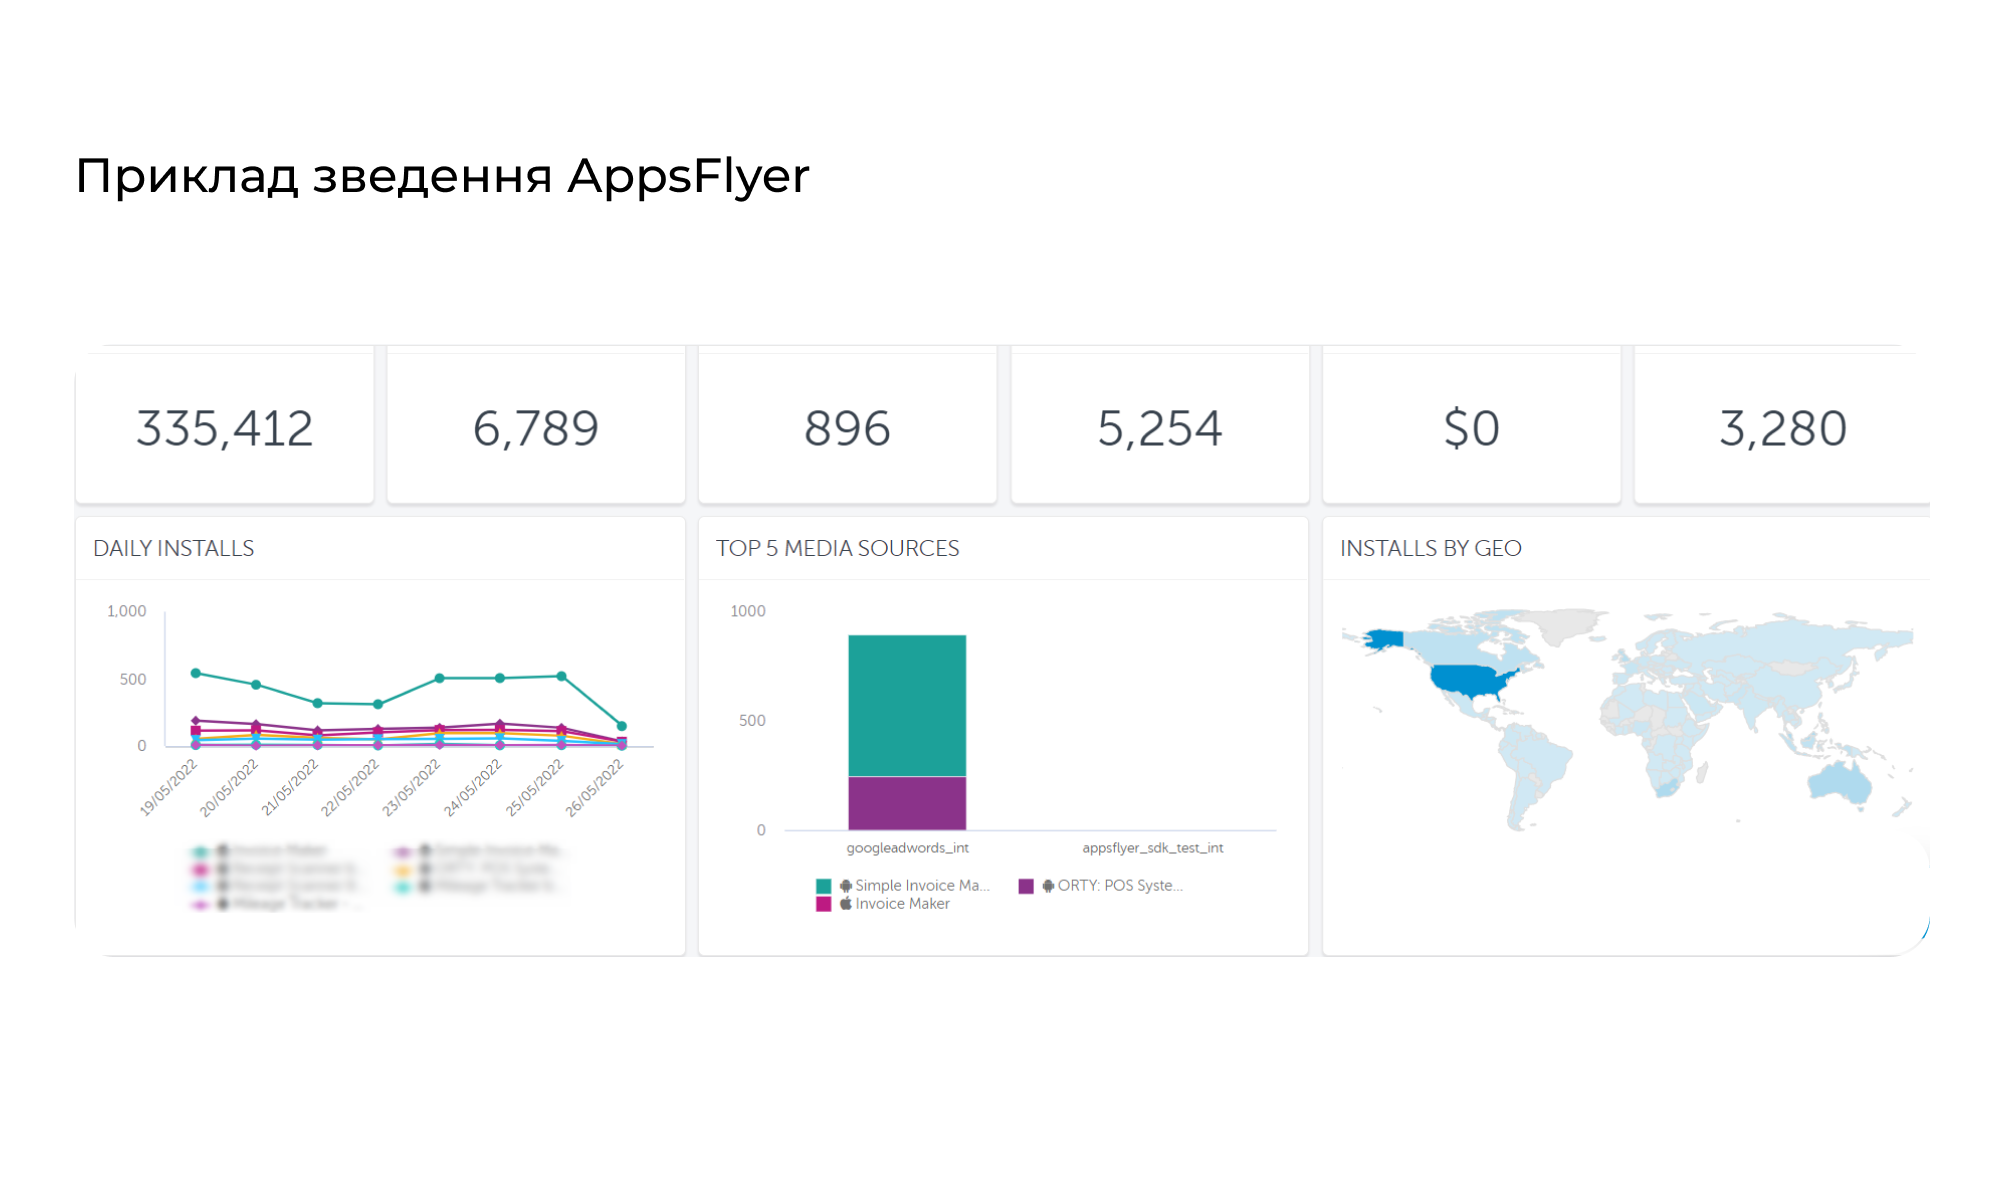 Приклад зведення AppsFlyer
335,412
6,789
896
5,254
$0
3,280
DAILY INSTALLS
1,000
500
0
19/05/2022
20/05/2022
21/05/2022
22/05/2022
23/05/2022
24/05/2022
25/05/2022
26/05/2022
TOP 5 MEDIA SOURCES
1000
500
0
googleadwords_int
appsflyer_sdk_test_int
Simple Invoice Ma...
ORTY: POS Syste...
Invoice Maker
INSTALLS BY GEO